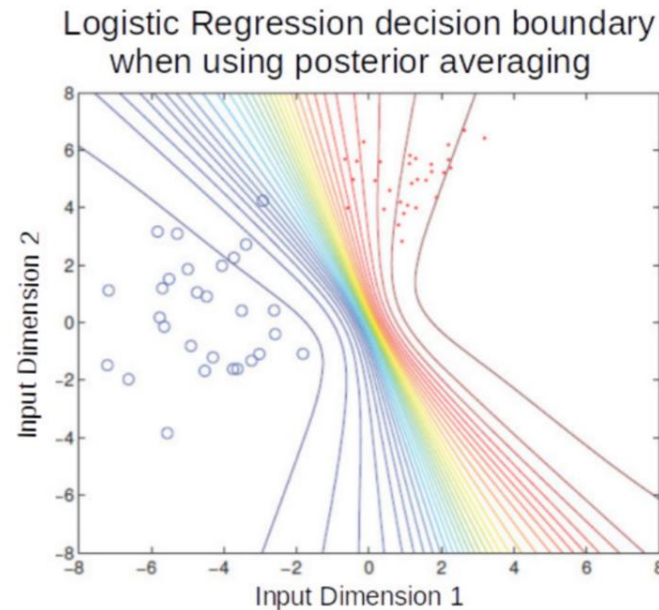 Logistic Regression decision boundary
when using posterior averaging
8
6
4
2
0
−2
−4
−6
−8
Input Dimension 2
−8 −6 −4 −2 0 2 4 6 8
Input Dimension 1